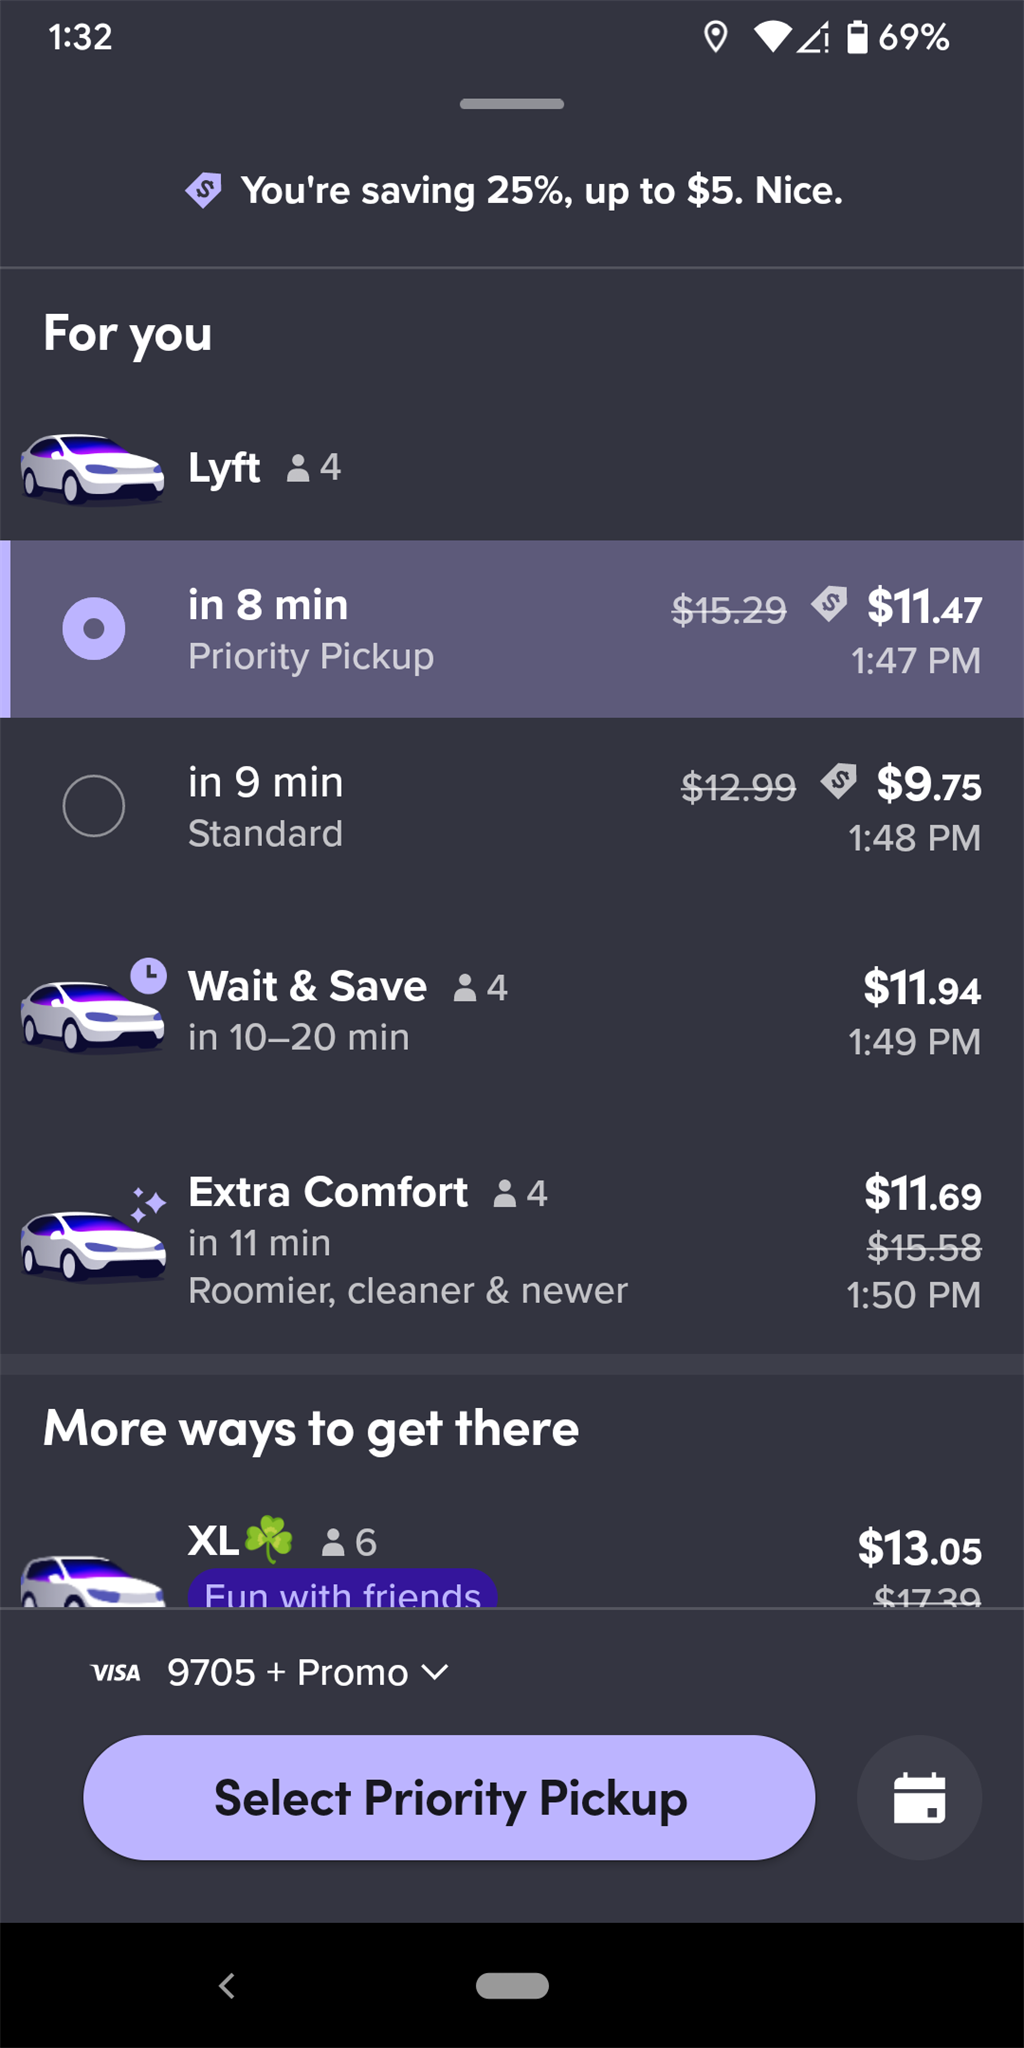 1:32 69%
You're saving 25%, up to $5. Nice.
For you
Lyft 4
in 8 min $15.29 $11.47
Priority Pickup 1:47 PM
in 9 min $12.99 $9.75
Standard 1:48 PM
Wait & Save 4 $11.94
in 10–20 min 1:49 PM
Extra Comfort 4 $11.69
in 11 min $15.58
Roomier, cleaner & newer 1:50 PM
More ways to get there
XL☘️ 6 $13.05
Fun with friends $17.39
VISA 9705 + Promo
Select Priority Pickup